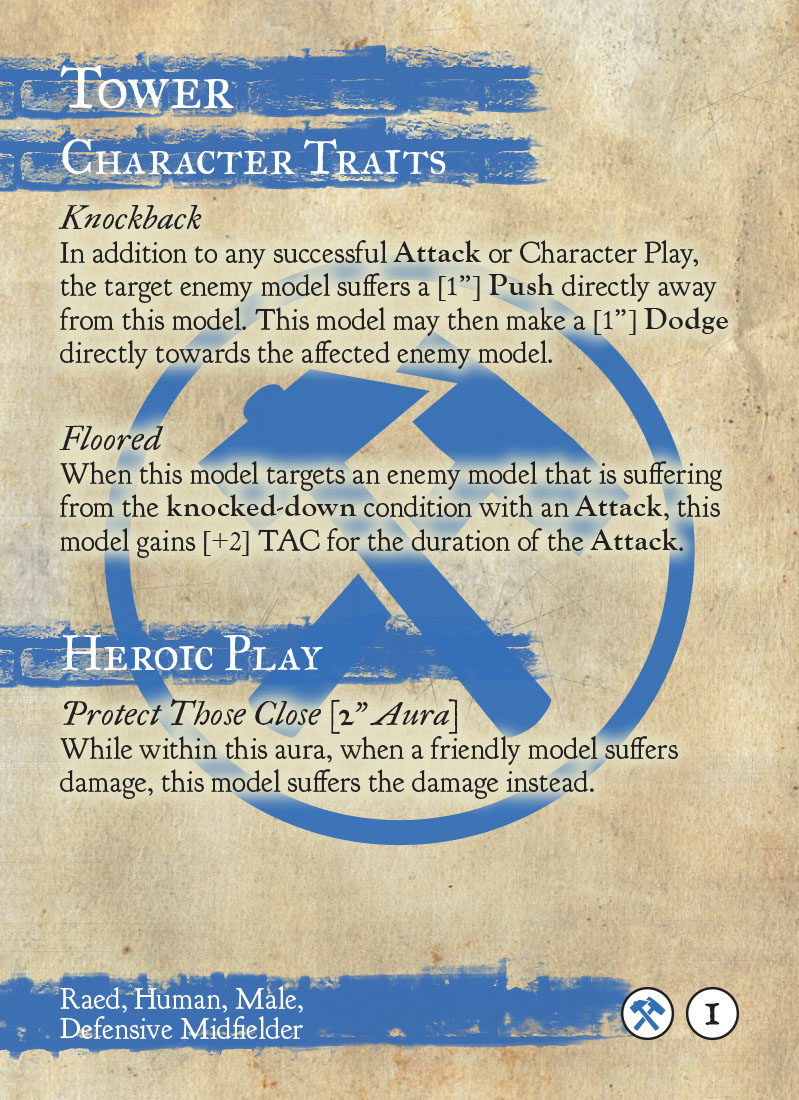 Tower
Character Traits
Knockback
In addition to any successful Attack or Character Play,
the target enemy model suffers a [1”] Push directly away
from this model. This model may then make a [1”] Dodge
directly towards the affected enemy model.
Floored
When this model targets an enemy model that is suffering
from the knocked-down condition with an Attack, this
model gains [+2] TAC for the duration of the Attack.
Heroic Play
Protect Those Close [2” Aura]
While within this aura, when a friendly model suffers
damage, this model suffers the damage instead.
Raed, Human, Male,
Defensive Midfielder
1